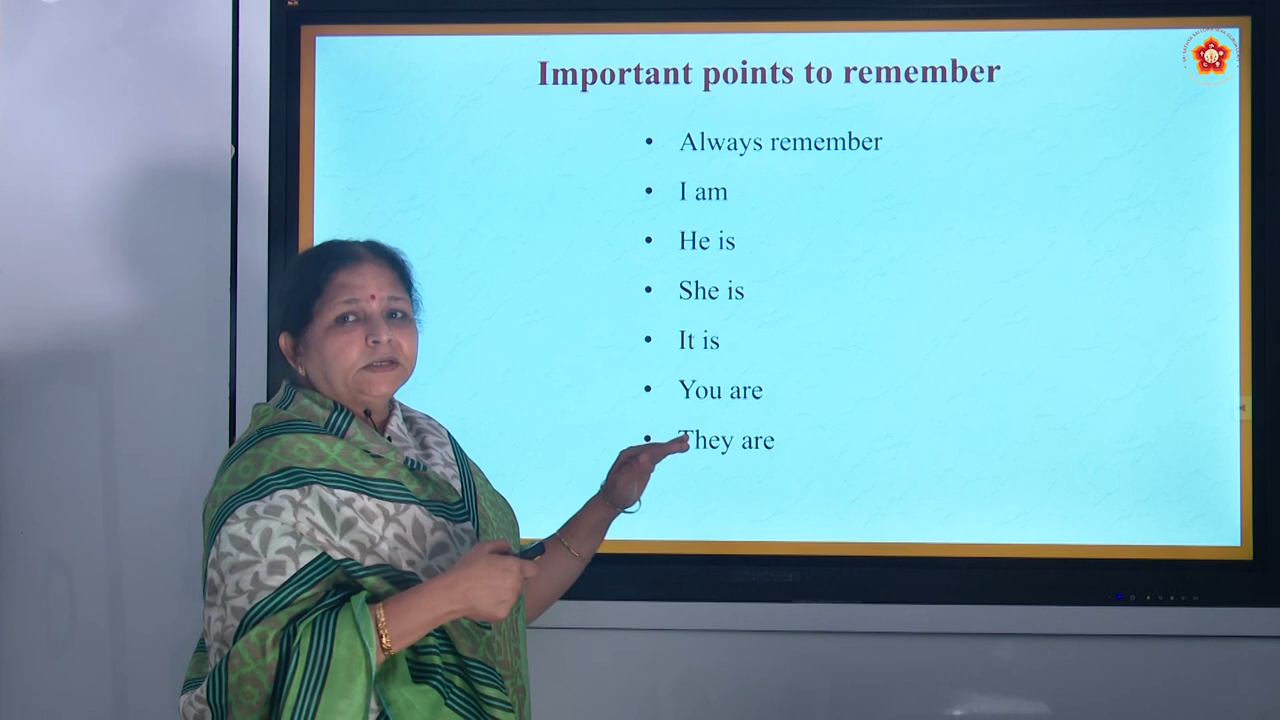 Important points to remember
• Always remember
• I am
• He is
• She is
• It is
• You are
• They are